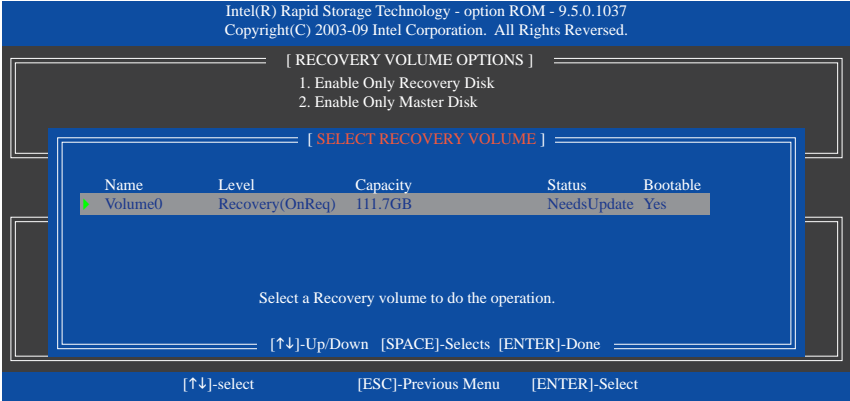 Intel(R) Rapid Storage Technology - option ROM - 9.5.0.1037
Copyright(C) 2003-09 Intel Corporation. All Rights Reversed.
[ RECOVERY VOLUME OPTIONS ]
1. Enable Only Recovery Disk
2. Enable Only Master Disk
[ SELECT RECOVERY VOLUME ]
Name Level Capacity Status Bootable
Volume0 Recovery(OnReq) 111.7GB NeedsUpdate Yes
Select a Recovery volume to do the operation.
[↑↓]-Up/Down [SPACE]-Selects [ENTER]-Done
[↑↓]-select [ESC]-Previous Menu [ENTER]-Select